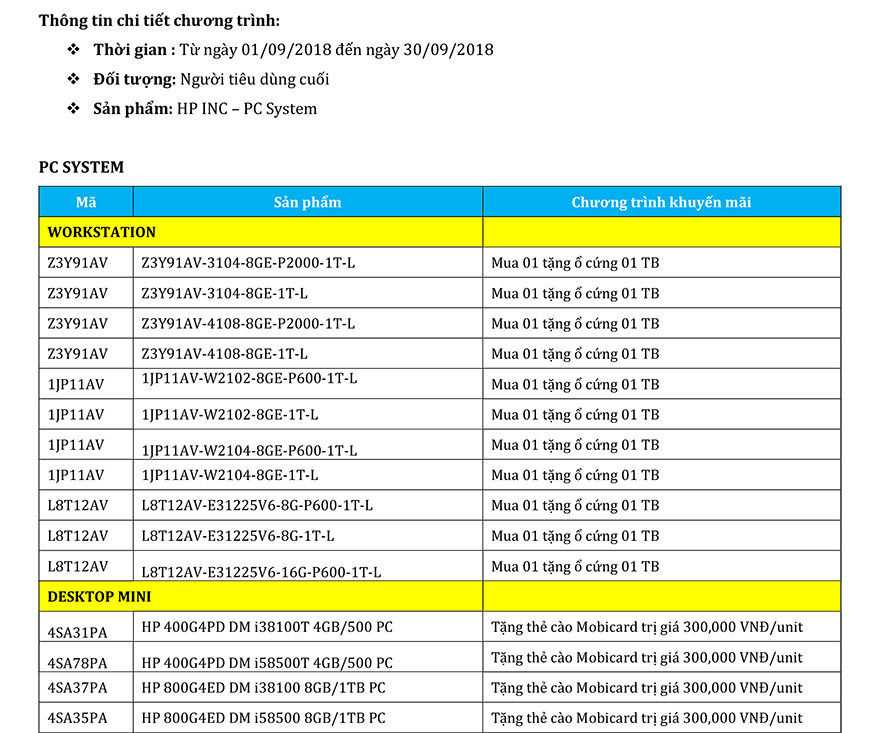 Thông tin chi tiết chương trình:
❖ Thời gian : Từ ngày 01/09/2018 đến ngày 30/09/2018
❖ Đối tượng: Người tiêu dùng cuối
❖ Sản phẩm: HP INC – PC System
PC SYSTEM
Mã Sản phẩm Chương trình khuyến mãi
WORKSTATION
Z3Y91AV Z3Y91AV-3104-8GE-P2000-1T-L Mua 01 tặng ổ cứng 01 TB
Z3Y91AV Z3Y91AV-3104-8GE-1T-L Mua 01 tặng ổ cứng 01 TB
Z3Y91AV Z3Y91AV-4108-8GE-P2000-1T-L Mua 01 tặng ổ cứng 01 TB
Z3Y91AV Z3Y91AV-4108-8GE-1T-L Mua 01 tặng ổ cứng 01 TB
1JP11AV 1JP11AV-W2102-8GE-P600-1T-L Mua 01 tặng ổ cứng 01 TB
1JP11AV 1JP11AV-W2102-8GE-1T-L Mua 01 tặng ổ cứng 01 TB
1JP11AV 1JP11AV-W2104-8GE-P600-1T-L Mua 01 tặng ổ cứng 01 TB
1JP11AV 1JP11AV-W2104-8GE-1T-L Mua 01 tặng ổ cứng 01 TB
L8T12AV L8T12AV-E31225V6-8G-P600-1T-L Mua 01 tặng ổ cứng 01 TB
L8T12AV L8T12AV-E31225V6-8G-1T-L Mua 01 tặng ổ cứng 01 TB
L8T12AV L8T12AV-E31225V6-16G-P600-1T-L Mua 01 tặng ổ cứng 01 TB
DESKTOP MINI
4SA31PA HP 400G4PD DM i38100T 4GB/500 PC Tặng thẻ cào Mobicard trị giá 300,000 VNĐ/unit
4SA78PA HP 400G4PD DM i58500T 4GB/500 PC Tặng thẻ cào Mobicard trị giá 300,000 VNĐ/unit
4SA37PA HP 800G4ED DM i38100 8GB/1TB PC Tặng thẻ cào Mobicard trị giá 300,000 VNĐ/unit
4SA35PA HP 800G4ED DM i58500 8GB/1TB PC Tặng thẻ cào Mobicard trị giá 300,000 VNĐ/unit